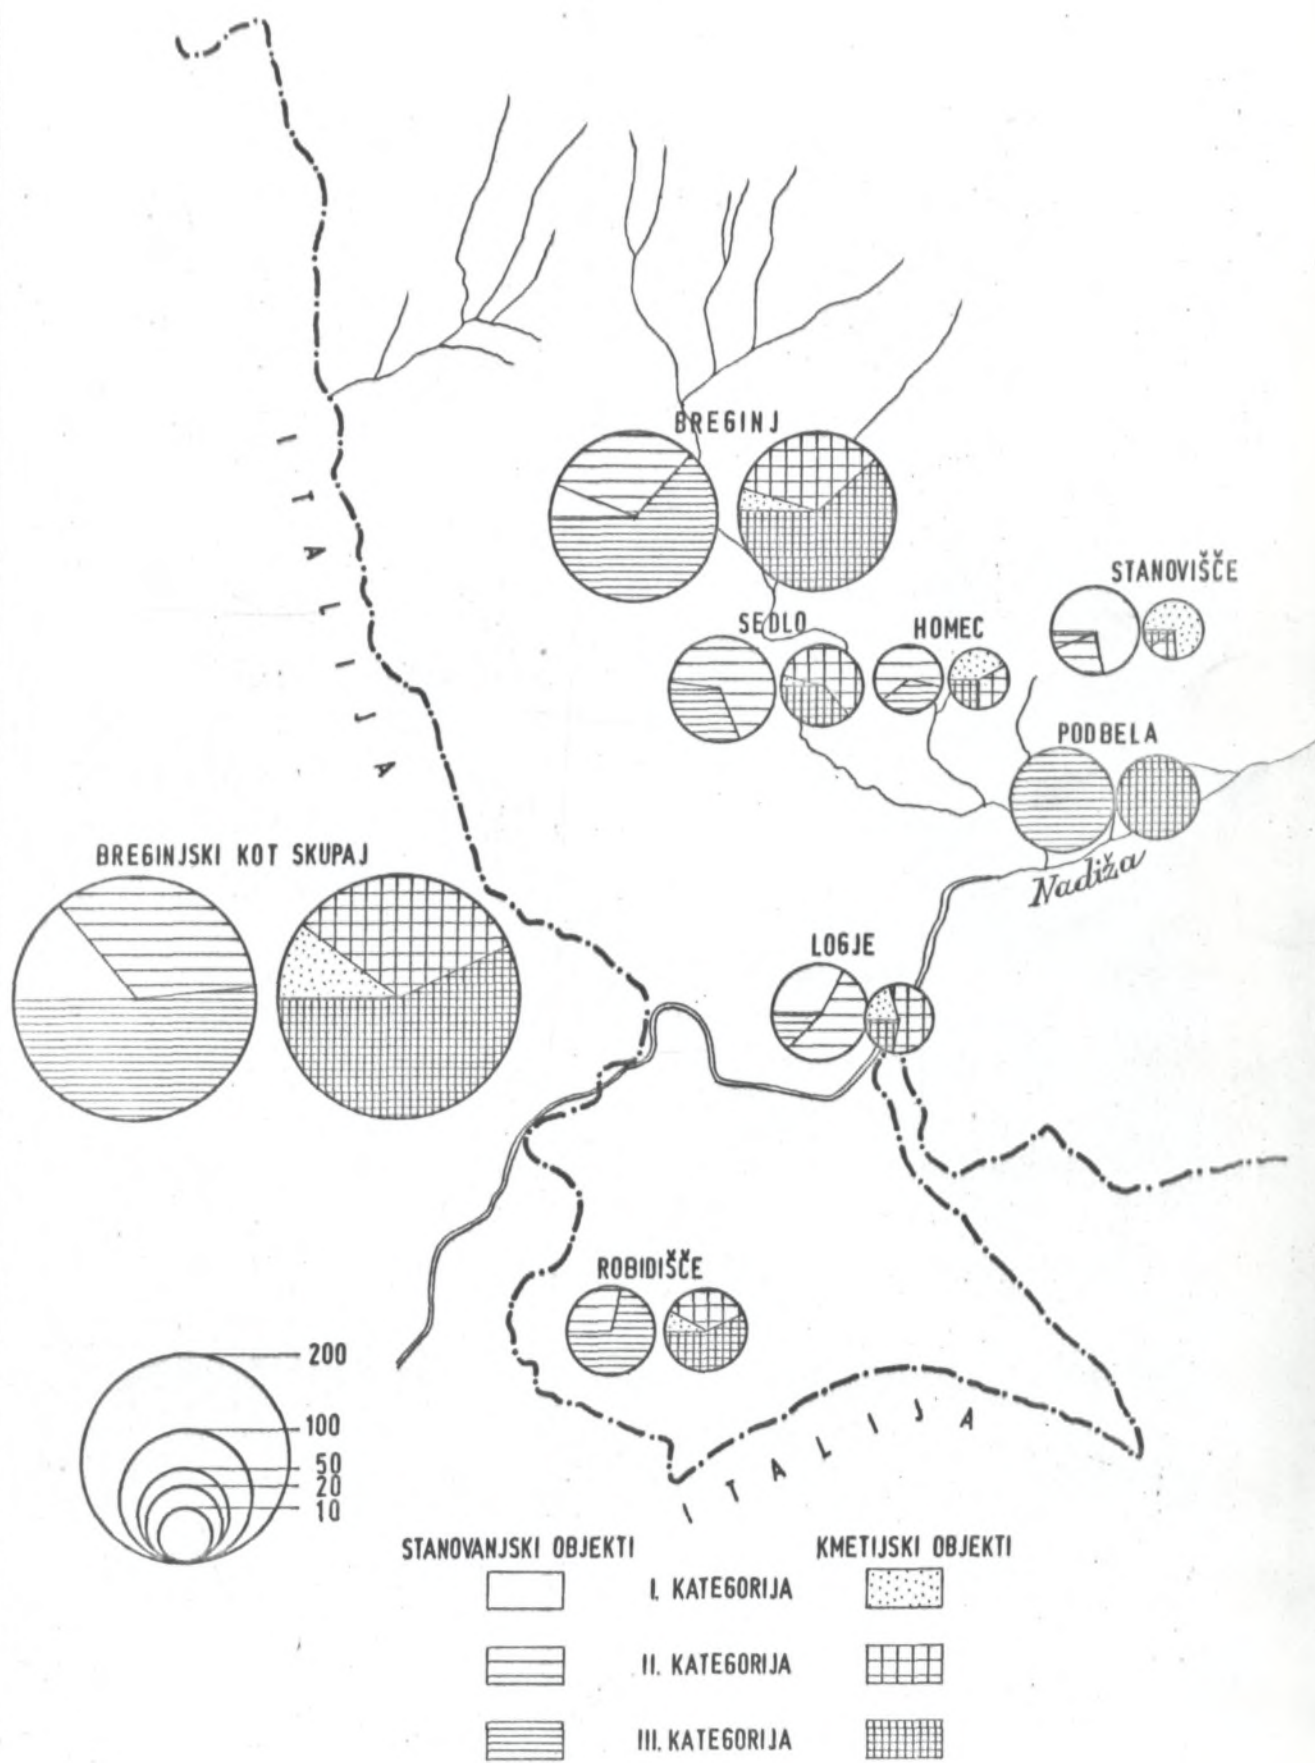 ITALIJA
BREGINJ
STANOVIŠČE
SEDLO
HOMEC
PODBELA
BREGINJSKI KOT SKUPAJ
Nadiža
LOGJE
ROBIDIŠČE
200
100
50
20
10
ITALIJA
STANOVANJSKI OBJEKTI KMETIJSKI OBJEKTI
I. KATEGORIJA
II. KATEGORIJA
III. KATEGORIJA